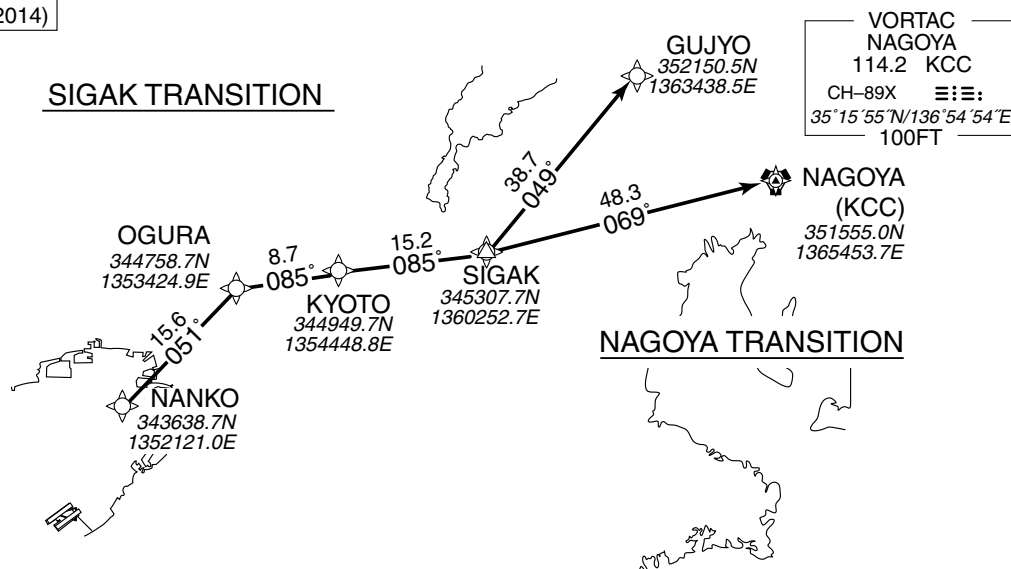 2014)
SIGAK TRANSITION
VORTAC
NAGOYA
114.2 KCC
CH–89X
35°15´55˝N/136°54´54˝E
100FT
GUJYO
352150.5N
1363438.5E
38.7
049°
48.3
069°
NAGOYA
(KCC)
351555.0N
1365453.7E
OGURA
344758.7N
1353424.9E
8.7
085°
15.2
085°
KYOTO
344949.7N
1354448.8E
SIGAK
345307.7N
1360252.7E
15.6
051°
NANKO
343638.7N
1352121.0E
NAGOYA TRANSITION